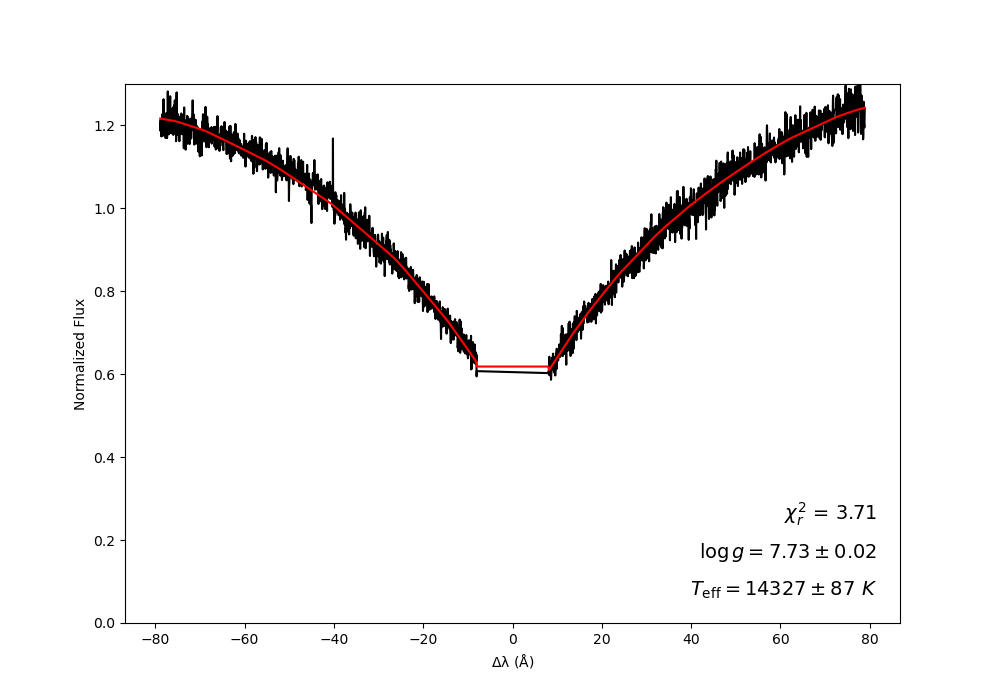 1.2
1.0
0.8
0.6
0.4
0.2
0.0
Normalized Flux
χ²ᵣ = 3.71
log g = 7.73 ± 0.02
T_eff = 14327 ± 87 K
−80 −60 −40 −20 0 20 40 60 80
Δλ (Å)